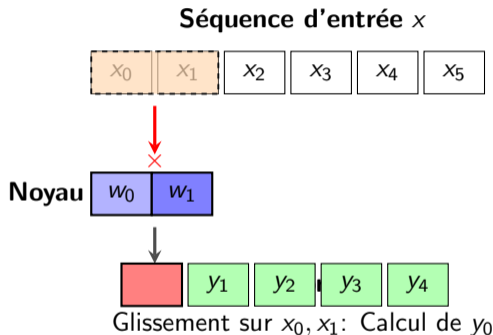 Séquence d'entrée x
x₀ x₁ x₂ x₃ x₄ x₅
×
Noyau w₀ w₁
y₁ y₂ y₃ y₄
Glissement sur x₀, x₁: Calcul de y₀